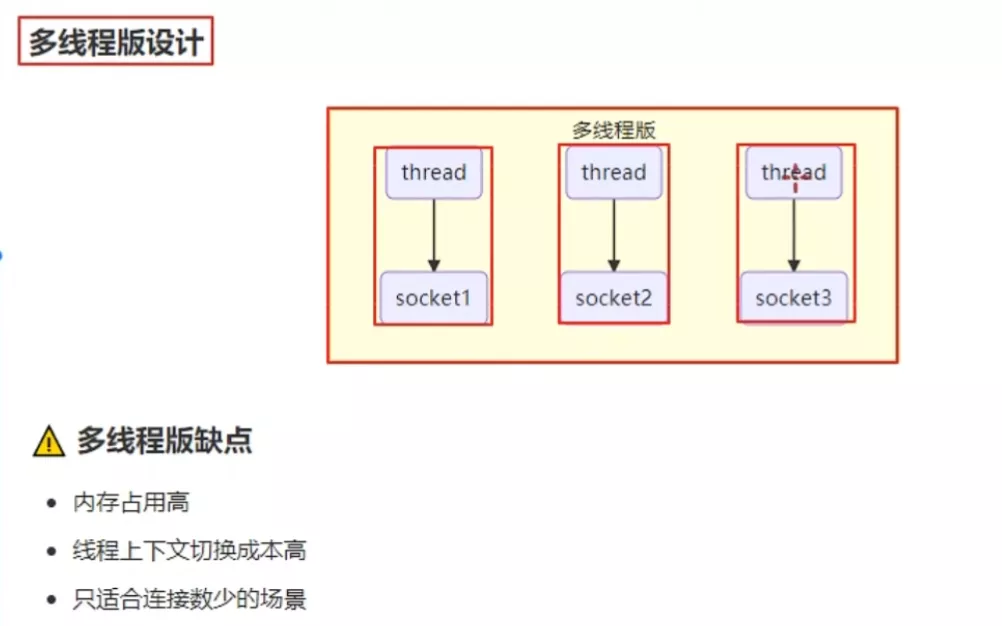 多线程版设计
多线程版
thread thread thread
socket1 socket2 socket3
多线程版缺点
内存占用高
线程上下文切换成本高
只适合连接数少的场景